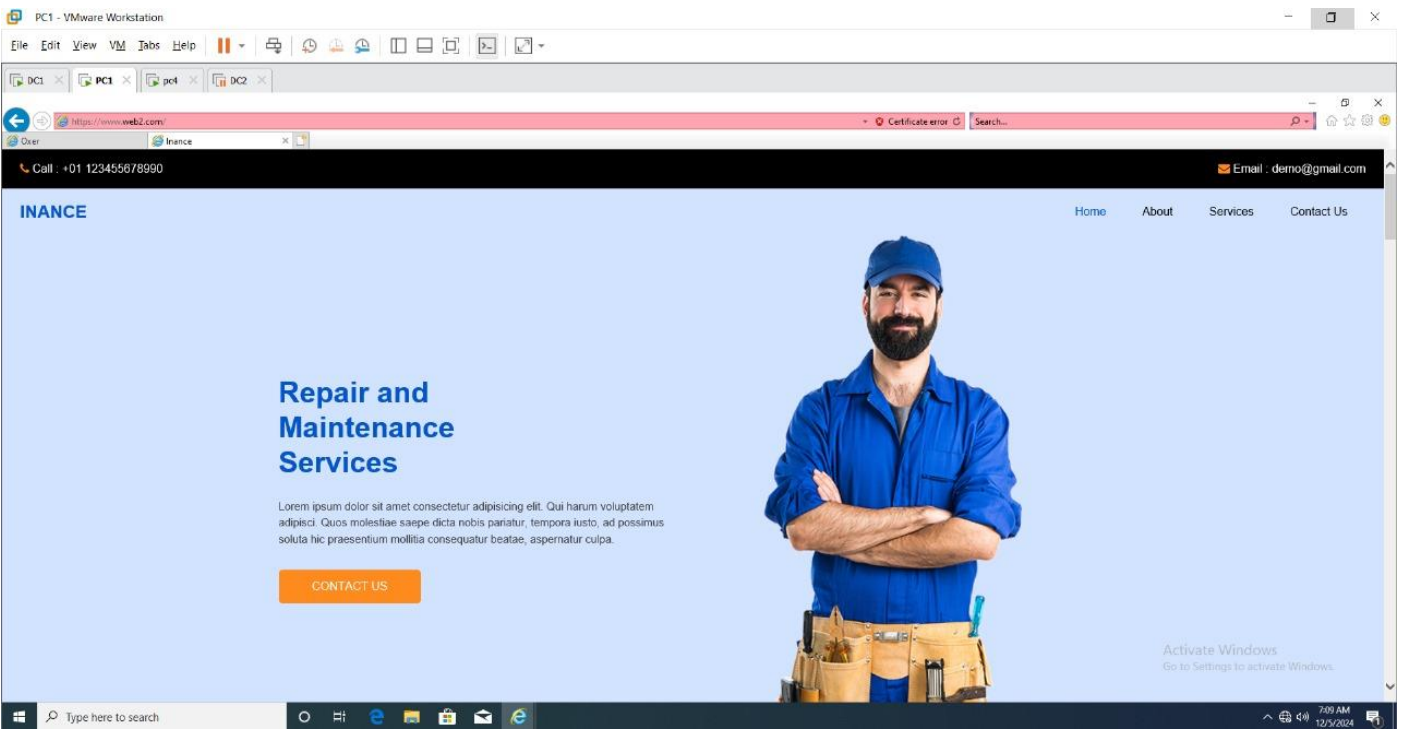 PC1 - VMware Workstation
File Edit View VM Tabs Help
DC1 PC1 pc4 DC2
https://www.web2.com/ Certificate error Search...
Oxer Inance
Call : +01 123455678990 Email : demo@gmail.com
INANCE Home About Services Contact Us
Repair and
Maintenance
Services
Lorem ipsum dolor sit amet consectetur adipisicing elit. Qui harum voluptatem
adipisci. Quos molestiae saepe dicta nobis pariatur, tempora iusto, ad possimus
soluta hic praesentium mollitia consequatur beatae, aspernatur culpa.
CONTACT US
Activate Windows
Go to Settings to activate Windows.
Type here to search 7:09 AM
12/5/2024